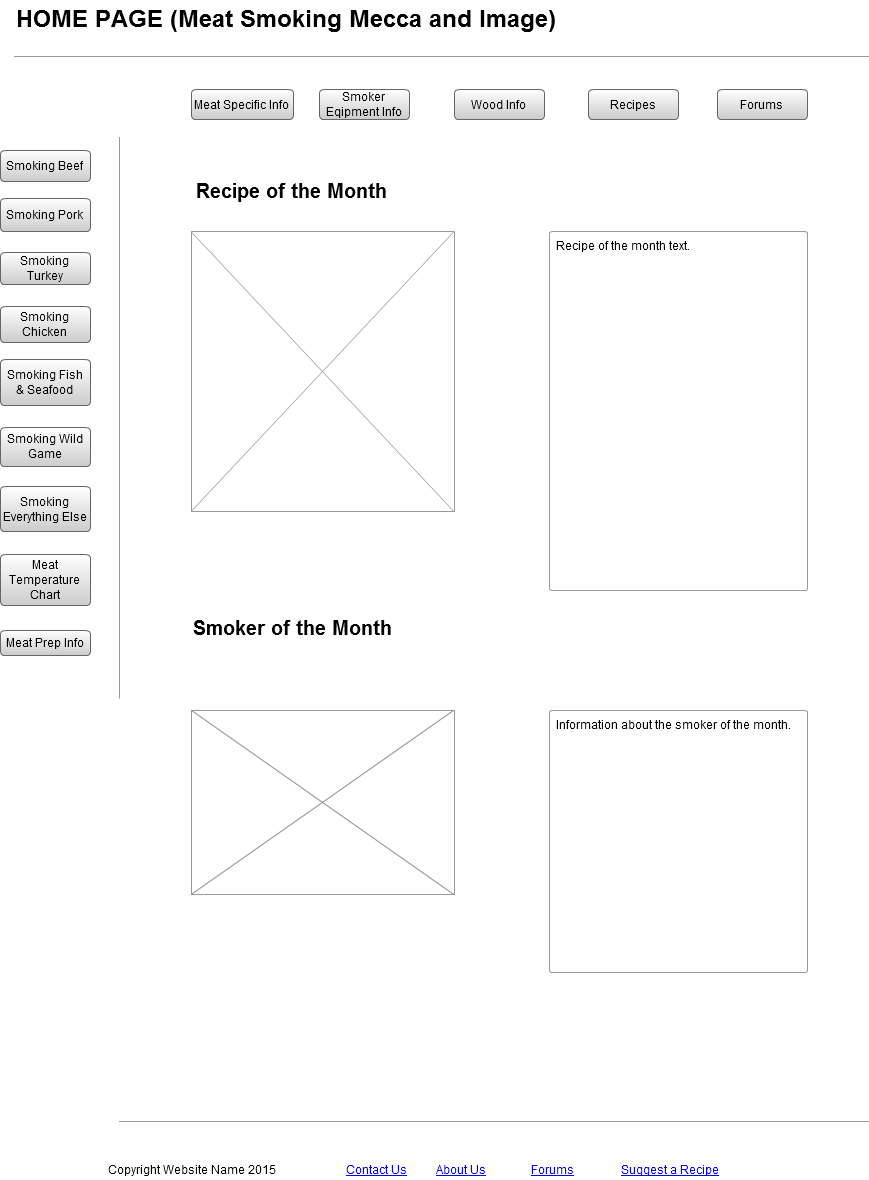 HOME PAGE (Meat Smoking Mecca and Image)
Meat Specific Info
Smoker
Eqipment Info
Wood Info
Recipes
Forums
Smoking Beef
Smoking Pork
Smoking
Turkey
Smoking
Chicken
Smoking Fish
& Seafood
Smoking Wild
Game
Smoking
Everything Else
Meat
Temperature
Chart
Meat Prep Info
Recipe of the Month
Recipe of the month text.
Smoker of the Month
Information about the smoker of the month.
Copyright Website Name 2015
Contact Us
About Us
Forums
Suggest a Recipe